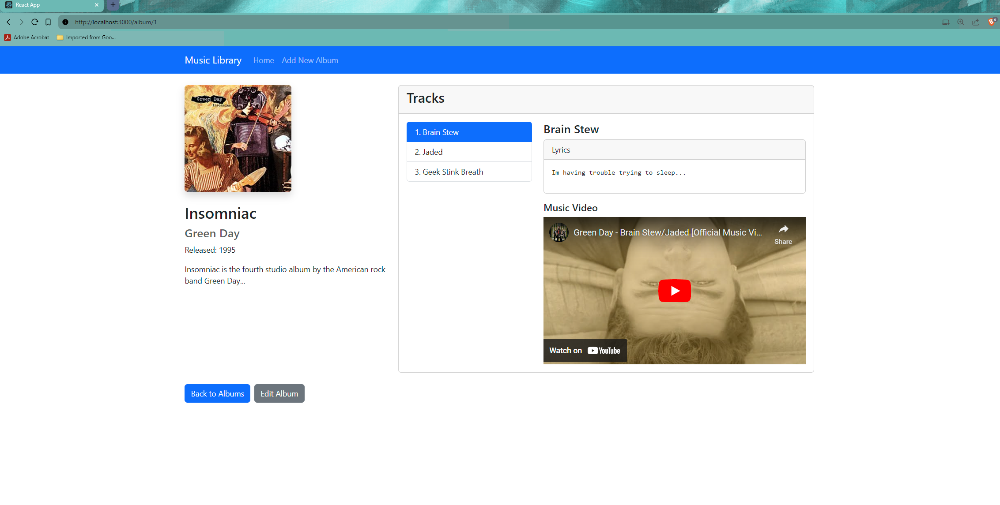 React App
http://localhost:3000/album/1
6
Adobe Acrobat
Imported from Goo...
Music Library
Home
Add New Album
Green Day
Insomniac
Insomniac
Green Day
Released: 1995
Insomniac is the fourth studio album by the American rock
band Green Day...
Tracks
1. Brain Stew
2. Jaded
3. Geek Stink Breath
Brain Stew
Lyrics
Im having trouble trying to sleep...
Music Video
Green Day - Brain Stew/Jaded [Official Music Vi...
Share
Watch on YouTube
Back to Albums
Edit Album